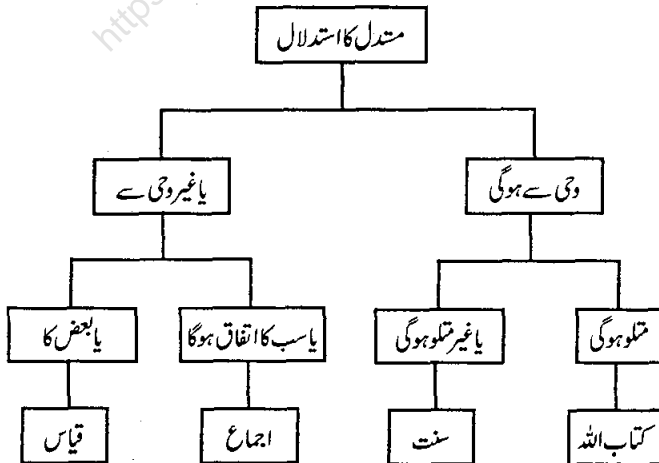 https
مستدل کا استدلال
وحی سے ہوگی
یا غیر وحی سے
متلو ہوگی
یا غیر متلو ہوگی
یا سب کا اتفاق ہوگا
یا بعض کا
کتاب اللہ
سنت
اجماع
قیاس